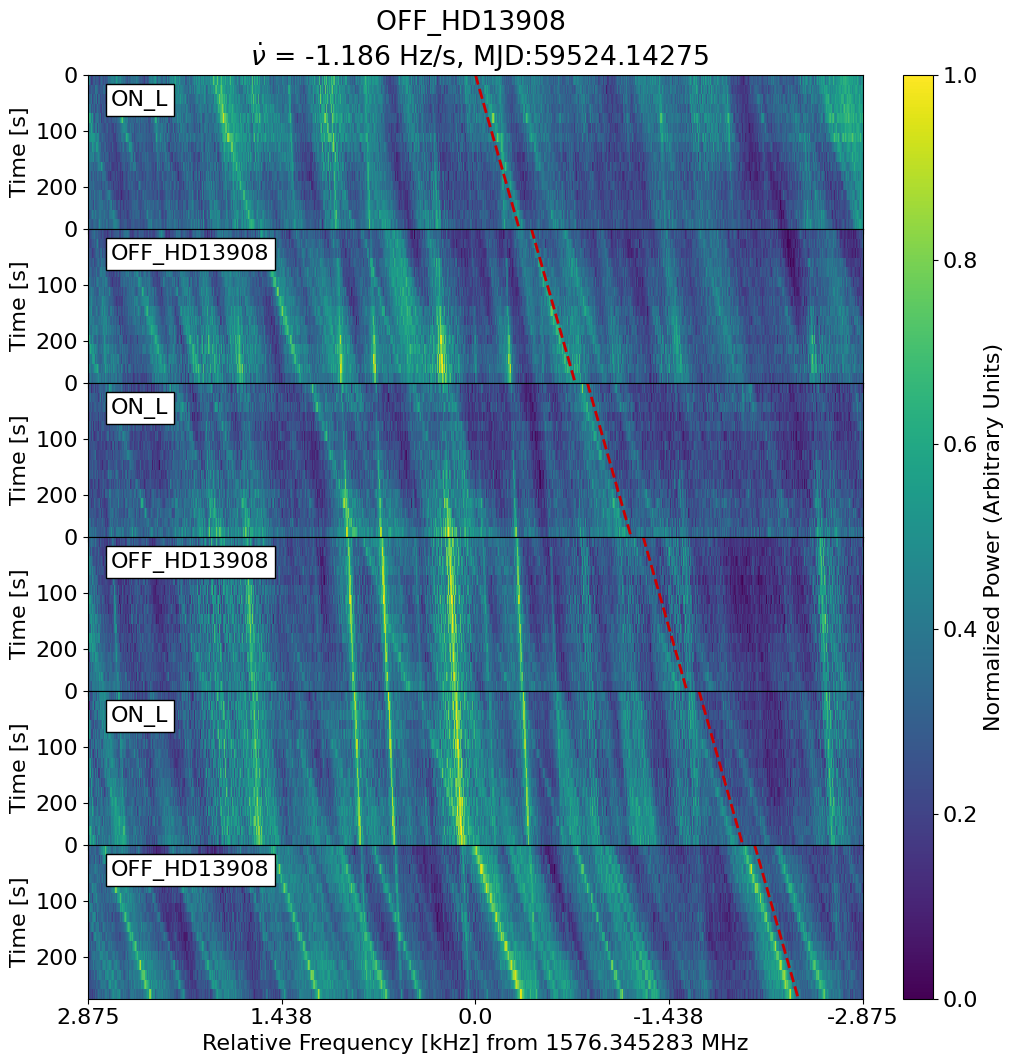 OFF_HD13908
ν̇ = -1.186 Hz/s, MJD:59524.14275
0
ON_L
100
200
Time [s]
0
OFF_HD13908
100
200
Time [s]
0
ON_L
100
200
Time [s]
0
OFF_HD13908
100
200
Time [s]
0
ON_L
100
200
Time [s]
0
OFF_HD13908
100
200
Time [s]
2.875 1.438 0.0 -1.438 -2.875
Relative Frequency [kHz] from 1576.345283 MHz
1.0
0.8
0.6
0.4
0.2
0.0
Normalized Power (Arbitrary Units)